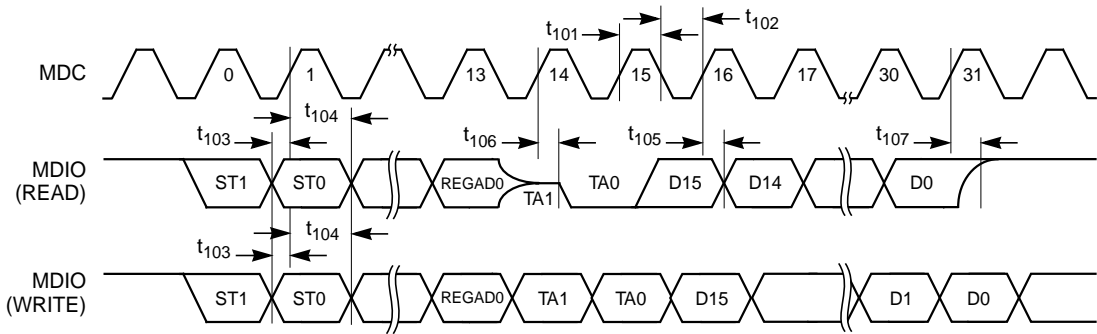 t101 t102
MDC 0 1 13 14 15 16 17 30 31
t104
t103 t106 t105 t107
MDIO
(READ) ST1 ST0 REGAD0 TA1 TA0 D15 D14 D0
t104
t103
MDIO
(WRITE) ST1 ST0 REGAD0 TA1 TA0 D15 D1 D0